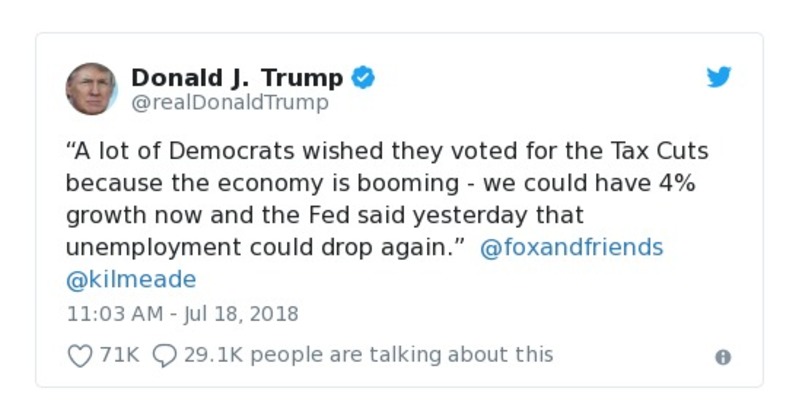 Donald J. Trump
@realDonaldTrump
“A lot of Democrats wished they voted for the Tax Cuts
because the economy is booming - we could have 4%
growth now and the Fed said yesterday that
unemployment could drop again.” @foxandfriends
@kilmeade
11:03 AM - Jul 18, 2018
71K 29.1K people are talking about this